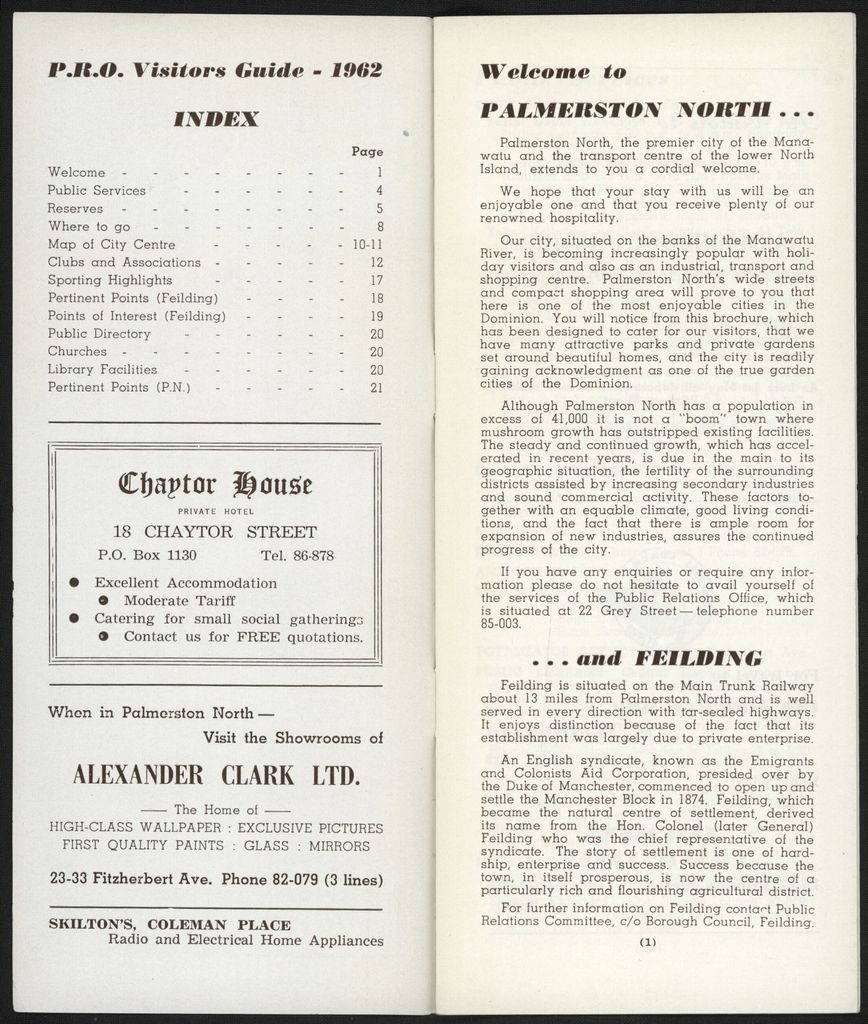 P.R.O. Visitors Guide - 1962
INDEX
Page
Welcome - - - - - - - - 1
Public Services - - - - - - 4
Reserves - - - - - - - - 5
Where to go - - - - - - - 8
Map of City Centre - - - - - 10-11
Clubs and Associations - - - - - 12
Sporting Highlights - - - - - - 17
Pertinent Points (Feilding) - - - - 18
Points of Interest (Feilding) - - - - 19
Public Directory - - - - - - 20
Churches - - - - - - - - 20
Library Facilities - - - - - - 20
Pertinent Points (P.N.) - - - - - 21
Chaytor House
PRIVATE HOTEL
18 CHAYTOR STREET
P.O. Box 1130 Tel. 86-878
● Excellent Accommodation
● Moderate Tariff
● Catering for small social gatherings
● Contact us for FREE quotations.
When in Palmerston North —
Visit the Showrooms of
ALEXANDER CLARK LTD.
—— The Home of ——
HIGH-CLASS WALLPAPER : EXCLUSIVE PICTURES
FIRST QUALITY PAINTS : GLASS : MIRRORS
23-33 Fitzherbert Ave. Phone 82-079 (3 lines)
SKILTON'S, COLEMAN PLACE
Radio and Electrical Home Appliances
Welcome to
PALMERSTON NORTH . . .
Palmerston North, the premier city of the Mana-
watu and the transport centre of the lower North
Island, extends to you a cordial welcome.
We hope that your stay with us will be an
enjoyable one and that you receive plenty of our
renowned hospitality.
Our city, situated on the banks of the Manawatu
River, is becoming increasingly popular with holi-
day visitors and also as an industrial, transport and
shopping centre. Palmerston North's wide streets
and compact shopping area will prove to you that
here is one of the most enjoyable cities in the
Dominion. You will notice from this brochure, which
has been designed to cater for our visitors, that we
have many attractive parks and private gardens
set around beautiful homes, and the city is readily
gaining acknowledgment as one of the true garden
cities of the Dominion.
Although Palmerston North has a population in
excess of 41,000 it is not a "boom" town where
mushroom growth has outstripped existing facilities.
The steady and continued growth, which has accel-
erated in recent years, is due in the main to its
geographic situation, the fertility of the surrounding
districts assisted by increasing secondary industries
and sound commercial activity. These factors to-
gether with an equable climate, good living condi-
tions, and the fact that there is ample room for
expansion of new industries, assures the continued
progress of the city.
If you have any enquiries or require any infor-
mation please do not hesitate to avail yourself of
the services of the Public Relations Office, which
is situated at 22 Grey Street — telephone number
85-003.
. . . and FEILDING
Feilding is situated on the Main Trunk Railway
about 13 miles from Palmerston North and is well
served in every direction with tar-sealed highways.
It enjoys distinction because of the fact that its
establishment was largely due to private enterprise.
An English syndicate, known as the Emigrants
and Colonists Aid Corporation, presided over by
the Duke of Manchester, commenced to open up and
settle the Manchester Block in 1874. Feilding, which
became the natural centre of settlement, derived
its name from the Hon. Colonel (later General)
Feilding who was the chief representative of the
syndicate. The story of settlement is one of hard-
ship, enterprise and success. Success because the
town, in itself prosperous, is now the centre of a
particularly rich and flourishing agricultural district.
For further information on Feilding contact Public
Relations Committee, c/o Borough Council, Feilding.
(1)